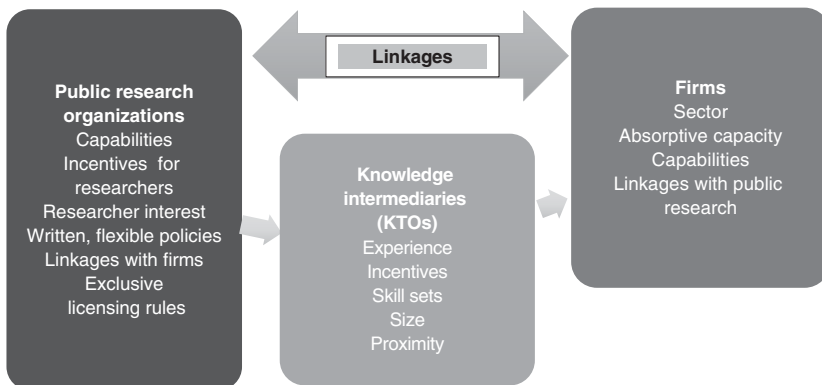 Linkages
Public research
organizations
Capabilities
Incentives for
researchers
Researcher interest
Written, flexible policies
Linkages with firms
Exclusive
licensing rules
Knowledge
intermediaries
(KTOs)
Experience
Incentives
Skill sets
Size
Proximity
Firms
Sector
Absorptive capacity
Capabilities
Linkages with public
research